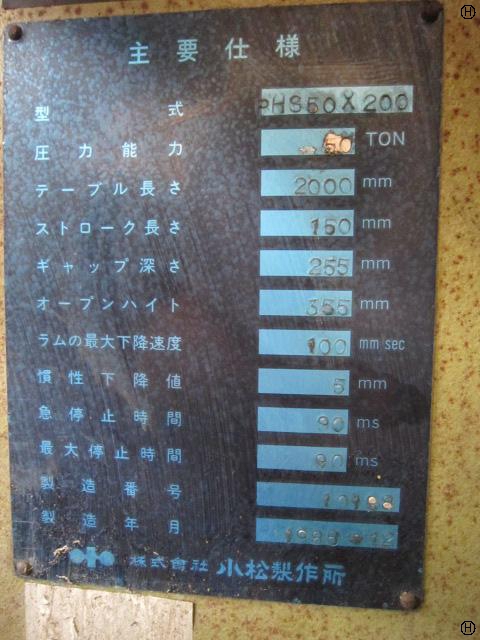 主要仕様
型式 PHS50X200
圧力能力 50 TON
テーブル長さ 2000 mm
ストローク長さ 150 mm
ギャップ深さ 255 mm
オープンハイト 355 mm
ラムの最大下降速度 100 mm sec
慣性下降値 5 mm
急停止時間 90 ms
最大停止時間 90 ms
製造番号
製造年月
株式會社 小松製作所